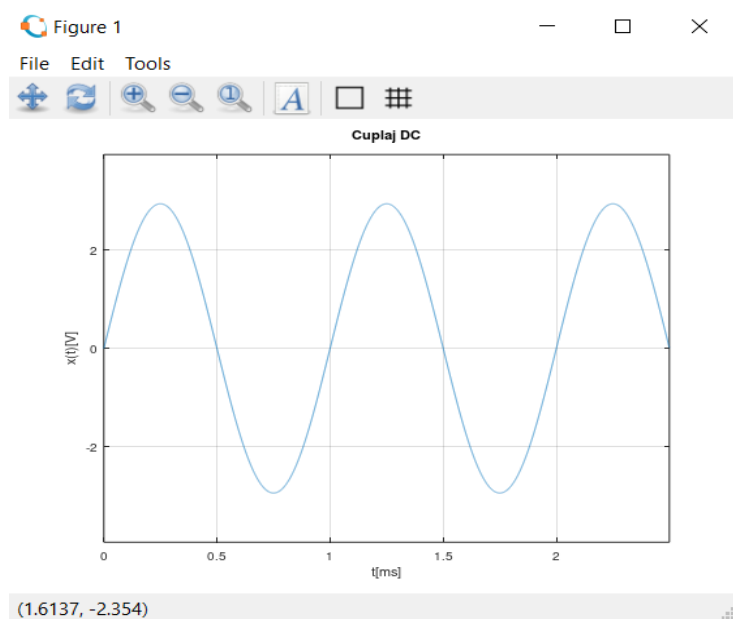 Figure 1
File Edit Tools
A
Cuplaj DC
x(t)[V]
2
0
-2
0 0.5 1 1.5 2
t[ms]
(1.6137, -2.354)